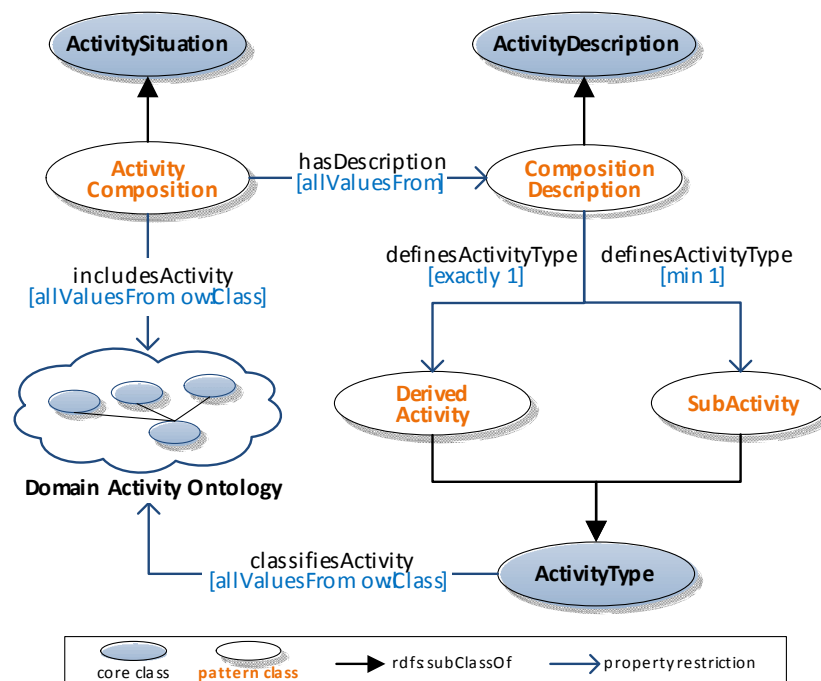 ActivitySituation
ActivityDescription
Activity
Composition
hasDescription
[allValuesFrom]
Composition
Description
includesActivity
[allValuesFrom owl:Class]
definesActivityType
[exactly 1]
definesActivityType
[min 1]
Derived
Activity
SubActivity
Domain Activity Ontology
classifiesActivity
[allValuesFrom owl:Class]
ActivityType
core class
pattern class
rdfs:subClassOf
property restriction